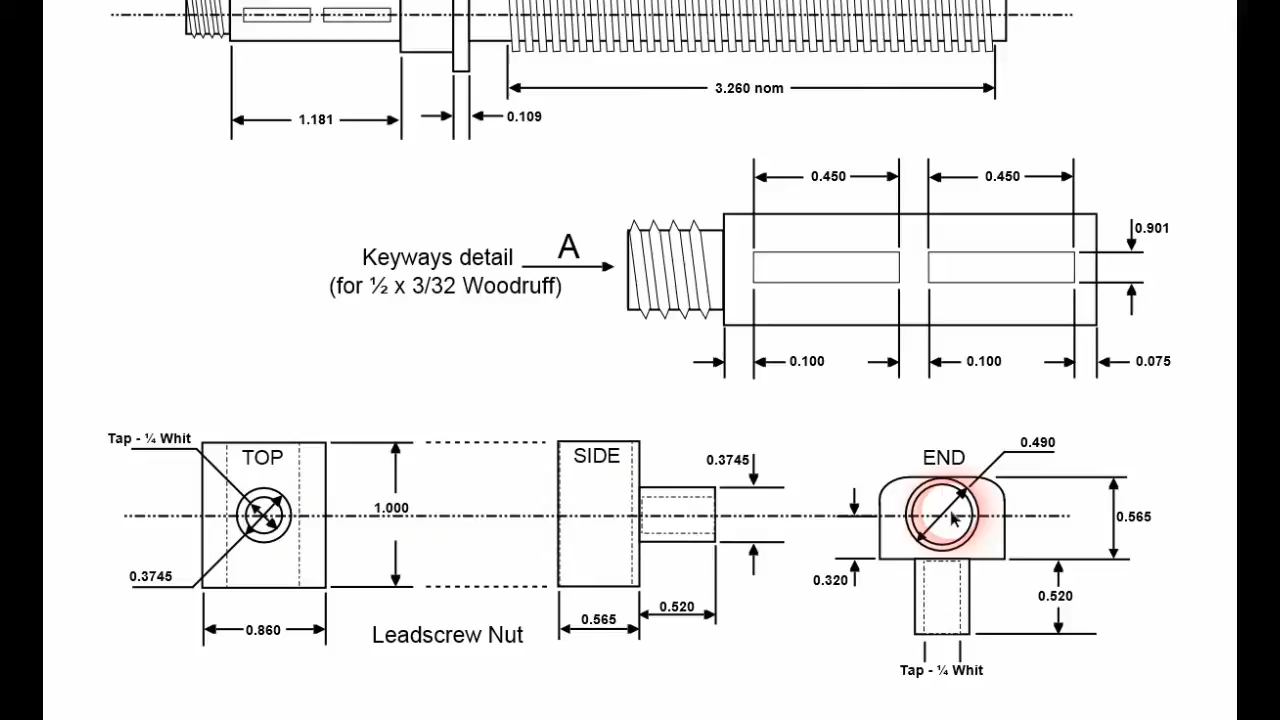 3.260 nom
1.181
0.109
0.450
0.450
0.901
A
Keyways detail
(for ½ x 3/32 Woodruff)
0.100
0.100
0.075
Tap - ¼ Whit
TOP
SIDE
END
0.490
0.3745
1.000
0.565
0.3745
0.320
0.520
0.860
0.565
0.520
Leadscrew Nut
Tap - ¼ Whit